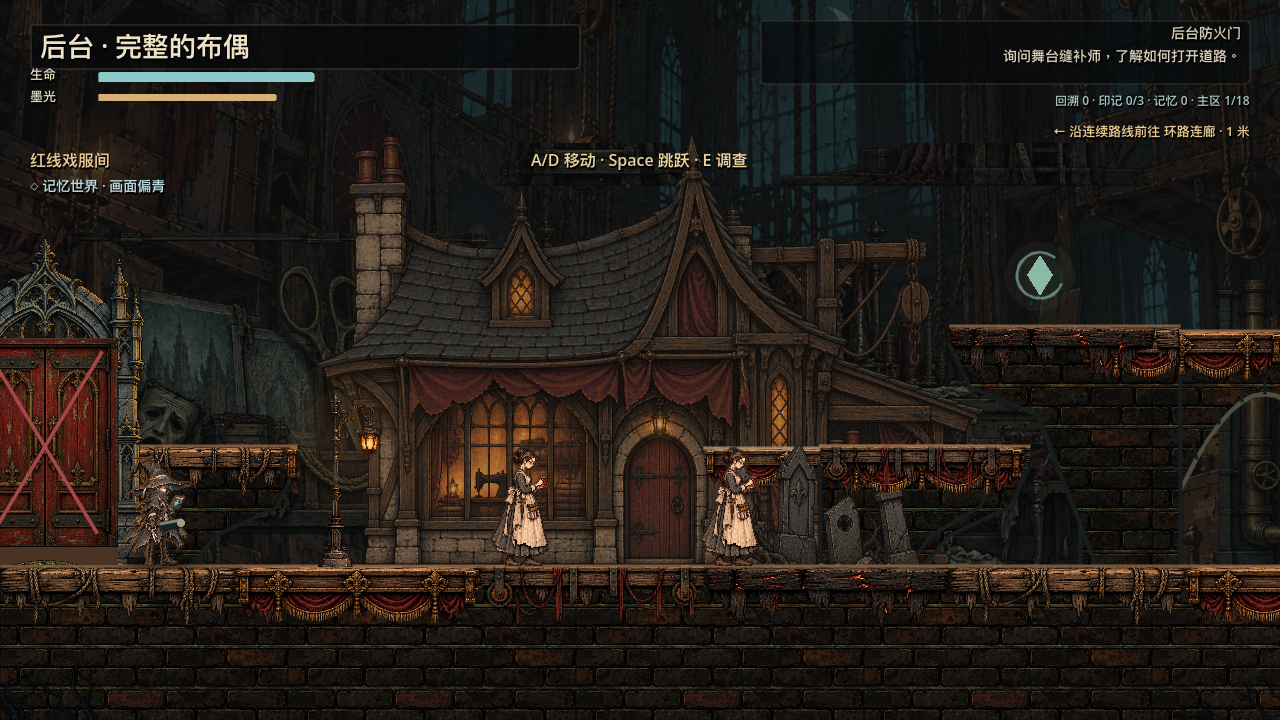 后台 · 完整的布偶
生命
墨光
后台防火门
询问舞台缝补师，了解如何打开道路。
回溯 0 · 印记 0/3 · 记忆 0 · 主区 1/18
← 沿连续路线前往 环路连廊 · 1 米
红线戏服间
◇ 记忆世界 · 画面偏青
A/D 移动 · Space 跳跃 · E 调查